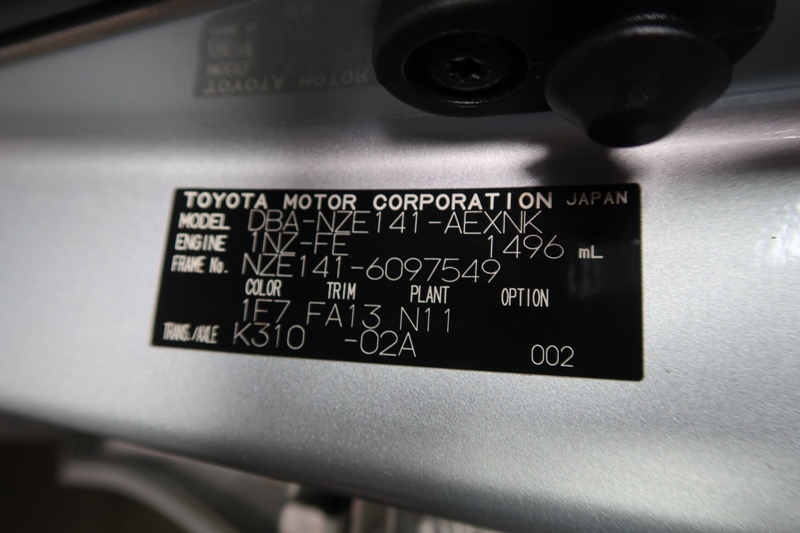 TOYOTA MOTOR CORPORATION JAPAN
MODEL DBA-NZE141-AEXNK
ENGINE 1NZ-FE 1496 mL
FRAME No. NZE141-6097549
COLOR TRIM PLANT OPTION
1F7 FA13 N11
TRANS./AXLE K310 -02A
002